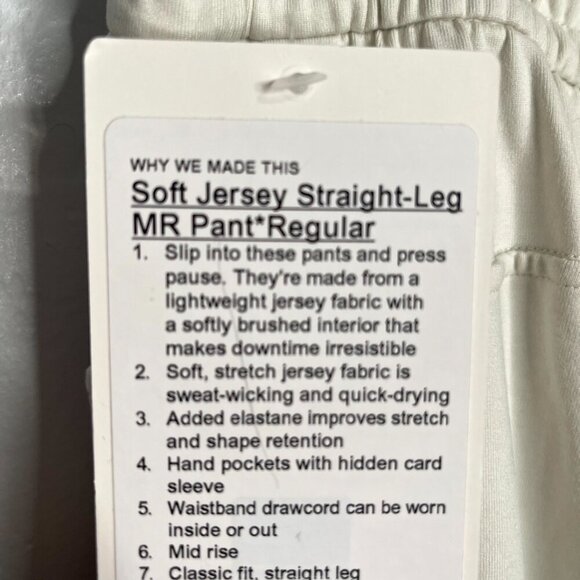 WHY WE MADE THIS
Soft Jersey Straight-Leg
MR Pant*Regular
1. Slip into these pants and press
pause. They're made from a
lightweight jersey fabric with
a softly brushed interior that
makes downtime irresistible
2. Soft, stretch jersey fabric is
sweat-wicking and quick-drying
3. Added elastane improves stretch
and shape retention
4. Hand pockets with hidden card
sleeve
5. Waistband drawcord can be worn
inside or out
6. Mid rise
7. Classic fit, straight leg